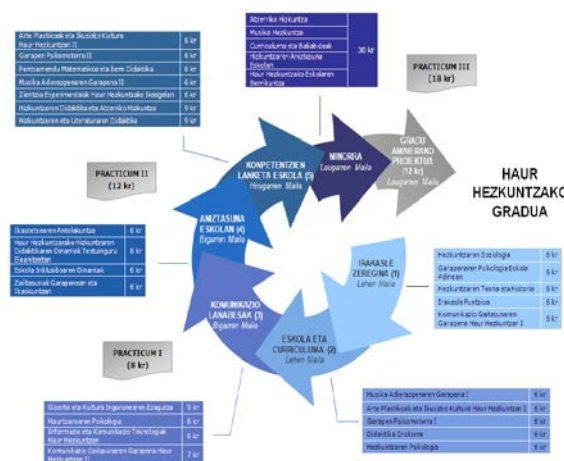 Arte Plastikoak eta Ikusizko Kultura
Haur Hezkuntzan II
6 kr
Garapen Psikomotorra II
6 kr
Pentsamendu Matematikoa eta bere Didaktika
6 kr
Musika Adierazpenaren Garapena II
6 kr
Zientzia Esperimentalak Haur Hezkuntzako Ikasgelan
6 kr
Hizkuntzaren Didaktika eta Atzerriko Hizkuntza
9 kr
Hizkuntzaren eta Literaturaren Didaktika
9 kr
Atzerriko Hizkuntza
Musika Hezkuntza
Curriculuma eta Baliabideak
Hizkuntzaren Aniztasuna
Eskolan
Haur Hezkuntzako Eskolaren
Berrikuntza
30 kr
PRACTICUM III
(18 kr)
KONPETENTZIEN
LANKETA ESKOLA (5)
Hirugarren Maila
MINORRA
Laugarren Maila
GRADU
AMAIERAKO
PROIEKTUA
(12 kr)
Laugarren Maila
HAUR
HEZKUNTZAKO
GRADUA
PRACTICUM II
(12 kr)
ANIZTASUNA
ESKOLAN (4)
Bigarren Maila
Ikastetxearen Antolakuntza
6 kr
Haur Hezkuntzarako Hizkuntzaren
Didaktikaren Oinarriak Testuinguru
Eleanitzetan
6 kr
Eskola Inklusiboaren Oinarriak
6 kr
Zailtasunak Garapenean eta
Ikaskuntzan
6 kr
IRAKASLE
ZEREGINA (1)
Lehen Maila
Hezkuntzaren Soziologia
6 kr
Garapenaren Psikologia Eskola
Adinean
6 kr
Hezkuntzaren Teoria eta Historia
6 kr
Irakasle Funtzioa
6 kr
Komunikazio Gaitasunaren
Garapena Haur Hezkuntzan I
KOMUNIKAZIO
LANABESAK (3)
Bigarren Maila
ESKOLA ETA
CURRICULUMA (2)
Lehen Maila
PRACTICUM I
(8 kr)
Gizarte eta Kultura Ingurunearen Ezagutza
9 kr
Haurtzaroaren Psikologia
6 kr
Informazio eta Komunikazio Teknologiak
Haur Hezkuntzan
6 kr
Komunikazio Gaitasunaren Garapena Haur
Hezkuntzan II
7 kr
Musika Adierazpenaren Garapena I
6 kr
Arte Plastikoak eta Ikusizko Kultura Haur Hezkuntzan I
6 kr
Garapen Psikomotorra I
6 kr
Didaktika Orokorra
6 kr
Hezkuntzaren Psikologia
6 kr